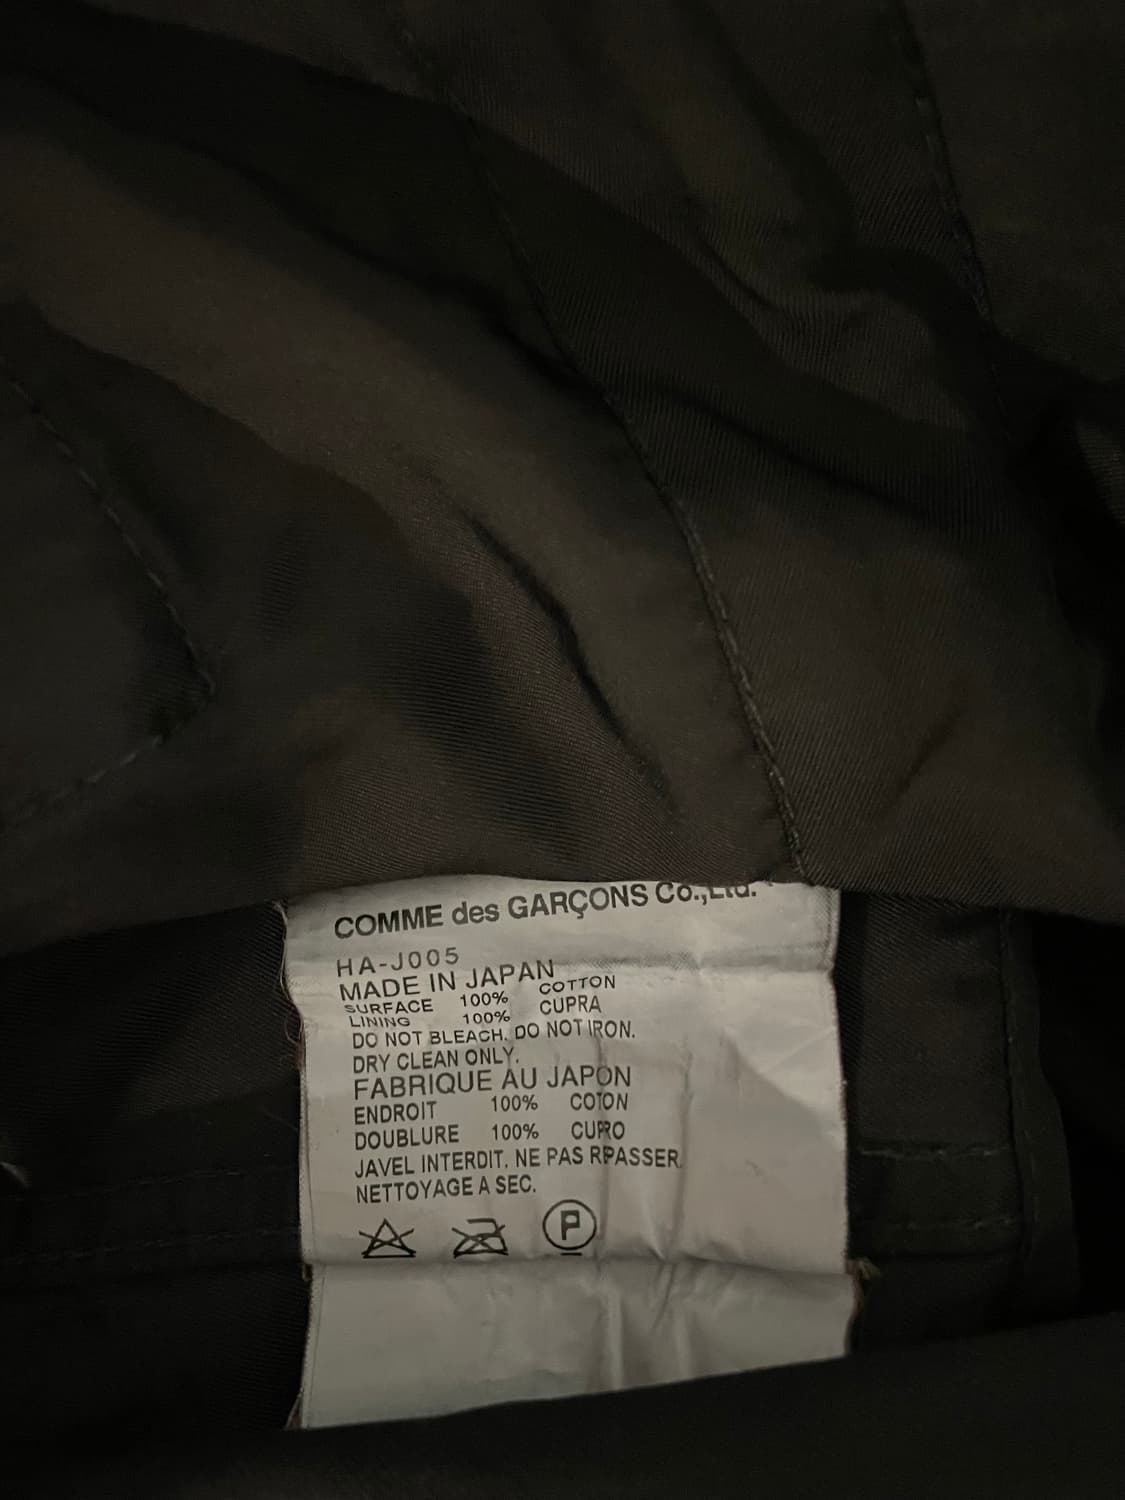 COMME des GARÇONS Co.,Ltd.
HA-J005
MADE IN JAPAN
SURFACE 100% COTTON
LINING 100% CUPRA
DO NOT BLEACH. DO NOT IRON.
DRY CLEAN ONLY.
FABRIQUE AU JAPON
ENDROIT 100% COTON
DOUBLURE 100% CUPRO
JAVEL INTERDIT. NE PAS RPASSER.
NETTOYAGE A SEC.
P